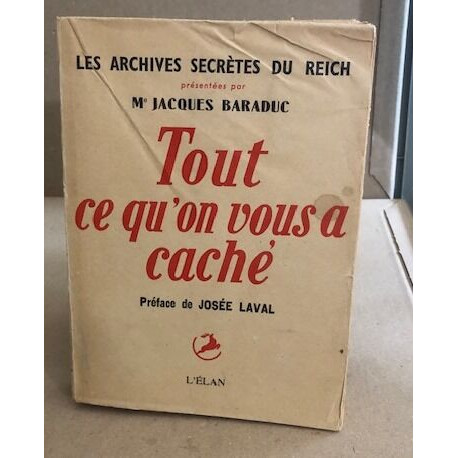 LES ARCHIVES SECRÈTES DU REICH
présentées par
Mᵉ JACQUES BARADUC
Tout
ce qu'on vous a
caché
Préface de JOSÉE LAVAL
L'ÉLAN